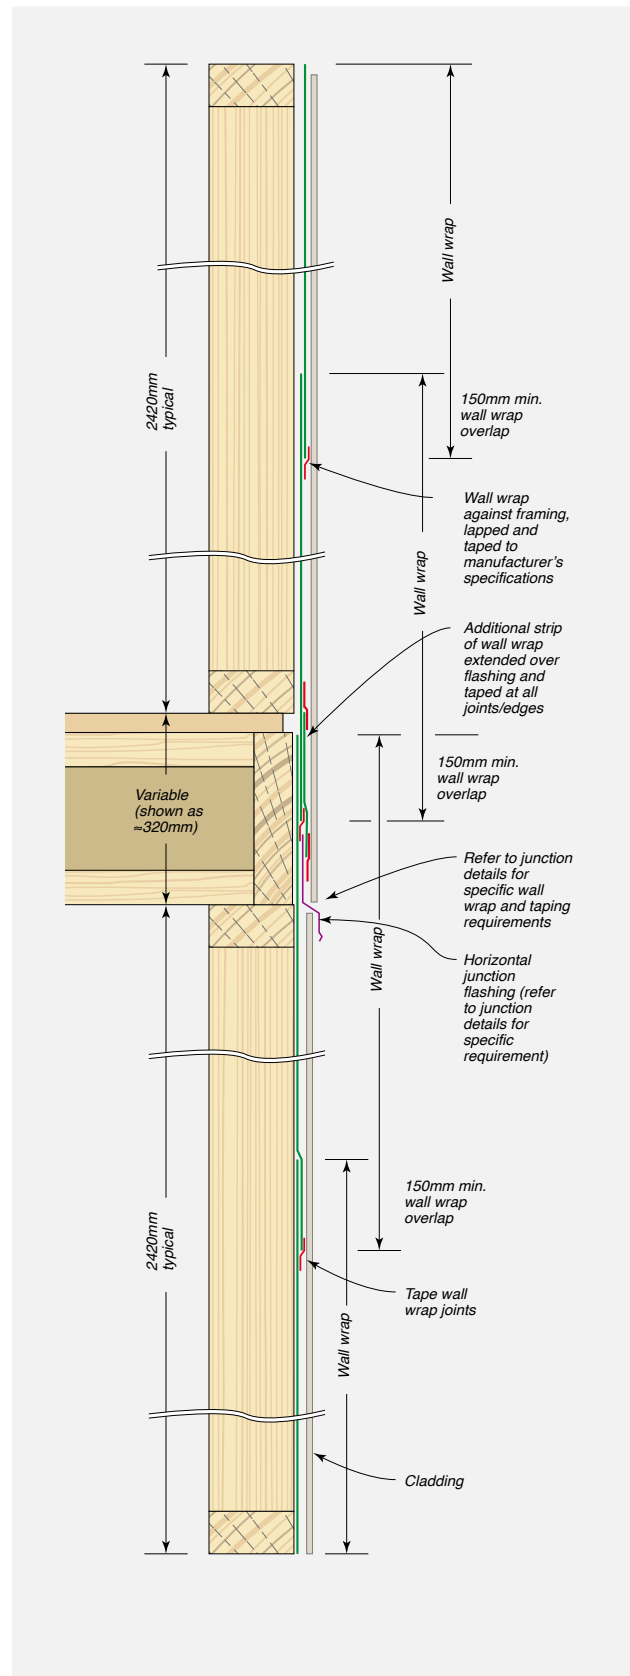 Wall wrap
2420mm
typical
150mm min.
wall wrap
overlap
Wall wrap
against framing,
lapped and
taped to
manufacturer’s
specifications
Wall wrap
Additional strip
of wall wrap
extended over
flashing and
taped at all
joints/edges
150mm min.
wall wrap
overlap
Variable
(shown as
≈320mm)
Refer to junction
details for
specific wall
wrap and taping
requirements
Wall wrap
Horizontal
junction
flashing (refer
to junction
details for
specific
requirement)
150mm min.
wall wrap
overlap
2420mm
typical
Tape wall
wrap joints
Wall wrap
Cladding